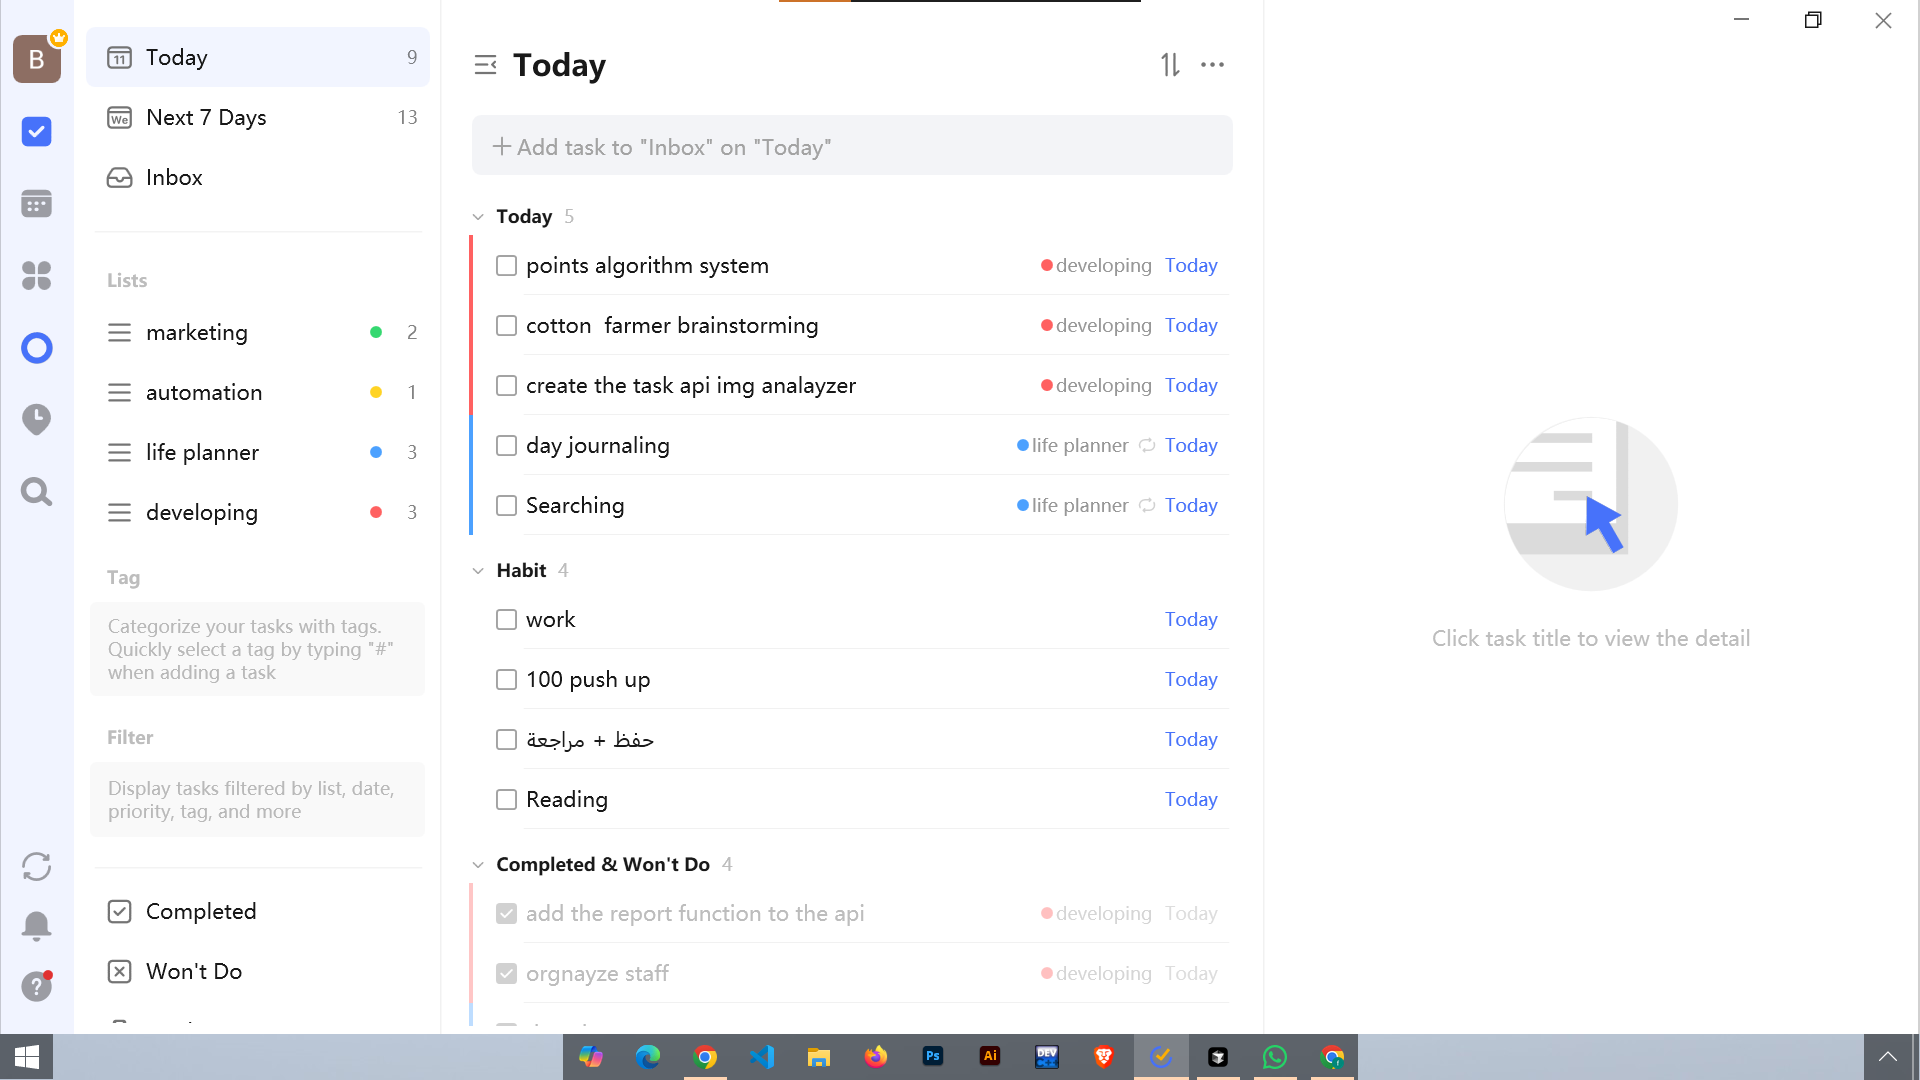 B
Today 9
11
Next 7 Days 13
We
Inbox
Lists
marketing 2
automation 1
life planner 3
developing 3
Tag
Categorize your tasks with tags.
Quickly select a tag by typing "#"
when adding a task
Filter
Display tasks filtered by list, date,
priority, tag, and more
Completed
Won't Do
?
Today
Add task to "Inbox" on "Today"
Today 5
points algorithm system developing Today
cotton  farmer brainstorming developing Today
create the task api img analayzer developing Today
day journaling life planner Today
Searching life planner Today
Habit 4
work Today
100 push up Today
حفظ + مراجعة Today
Reading Today
Completed & Won't Do 4
add the report function to the api developing Today
orgnayze staff developing Today
Click task title to view the detail
Ps
Ai
DEV